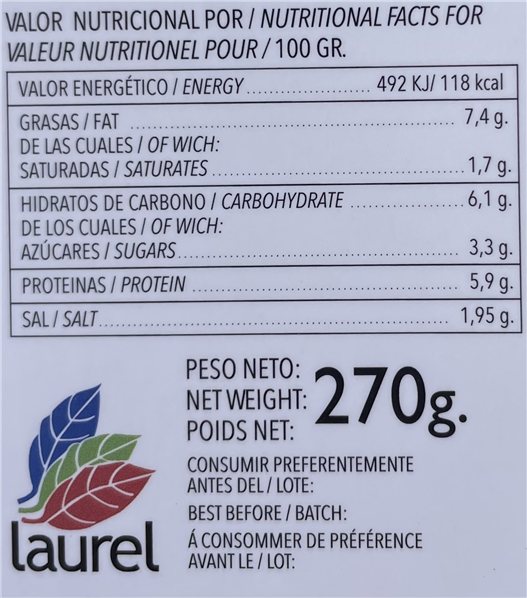 VALOR NUTRICIONAL POR / NUTRITIONAL FACTS FOR
VALEUR NUTRITIONEL POUR / 100 GR.
VALOR ENERGÉTICO / ENERGY .................... 492 KJ/ 118 kcal
GRASAS / FAT .................... 7,4 g.
DE LAS CUALES / OF WICH:
SATURADAS / SATURATES .................... 1,7 g.
HIDRATOS DE CARBONO / CARBOHYDRATE .................... 6,1 g.
DE LOS CUALES / OF WICH:
AZÚCARES / SUGARS .................... 3,3 g.
PROTEINAS / PROTEIN .................... 5,9 g.
SAL / SALT .................... 1,95 g.
PESO NETO:
NET WEIGHT: 270g.
POIDS NET:
CONSUMIR PREFERENTEMENTE
ANTES DEL / LOTE:
BEST BEFORE / BATCH:
Á CONSOMMER DE PRÉFÉRENCE
AVANT LE / LOT:
laurel